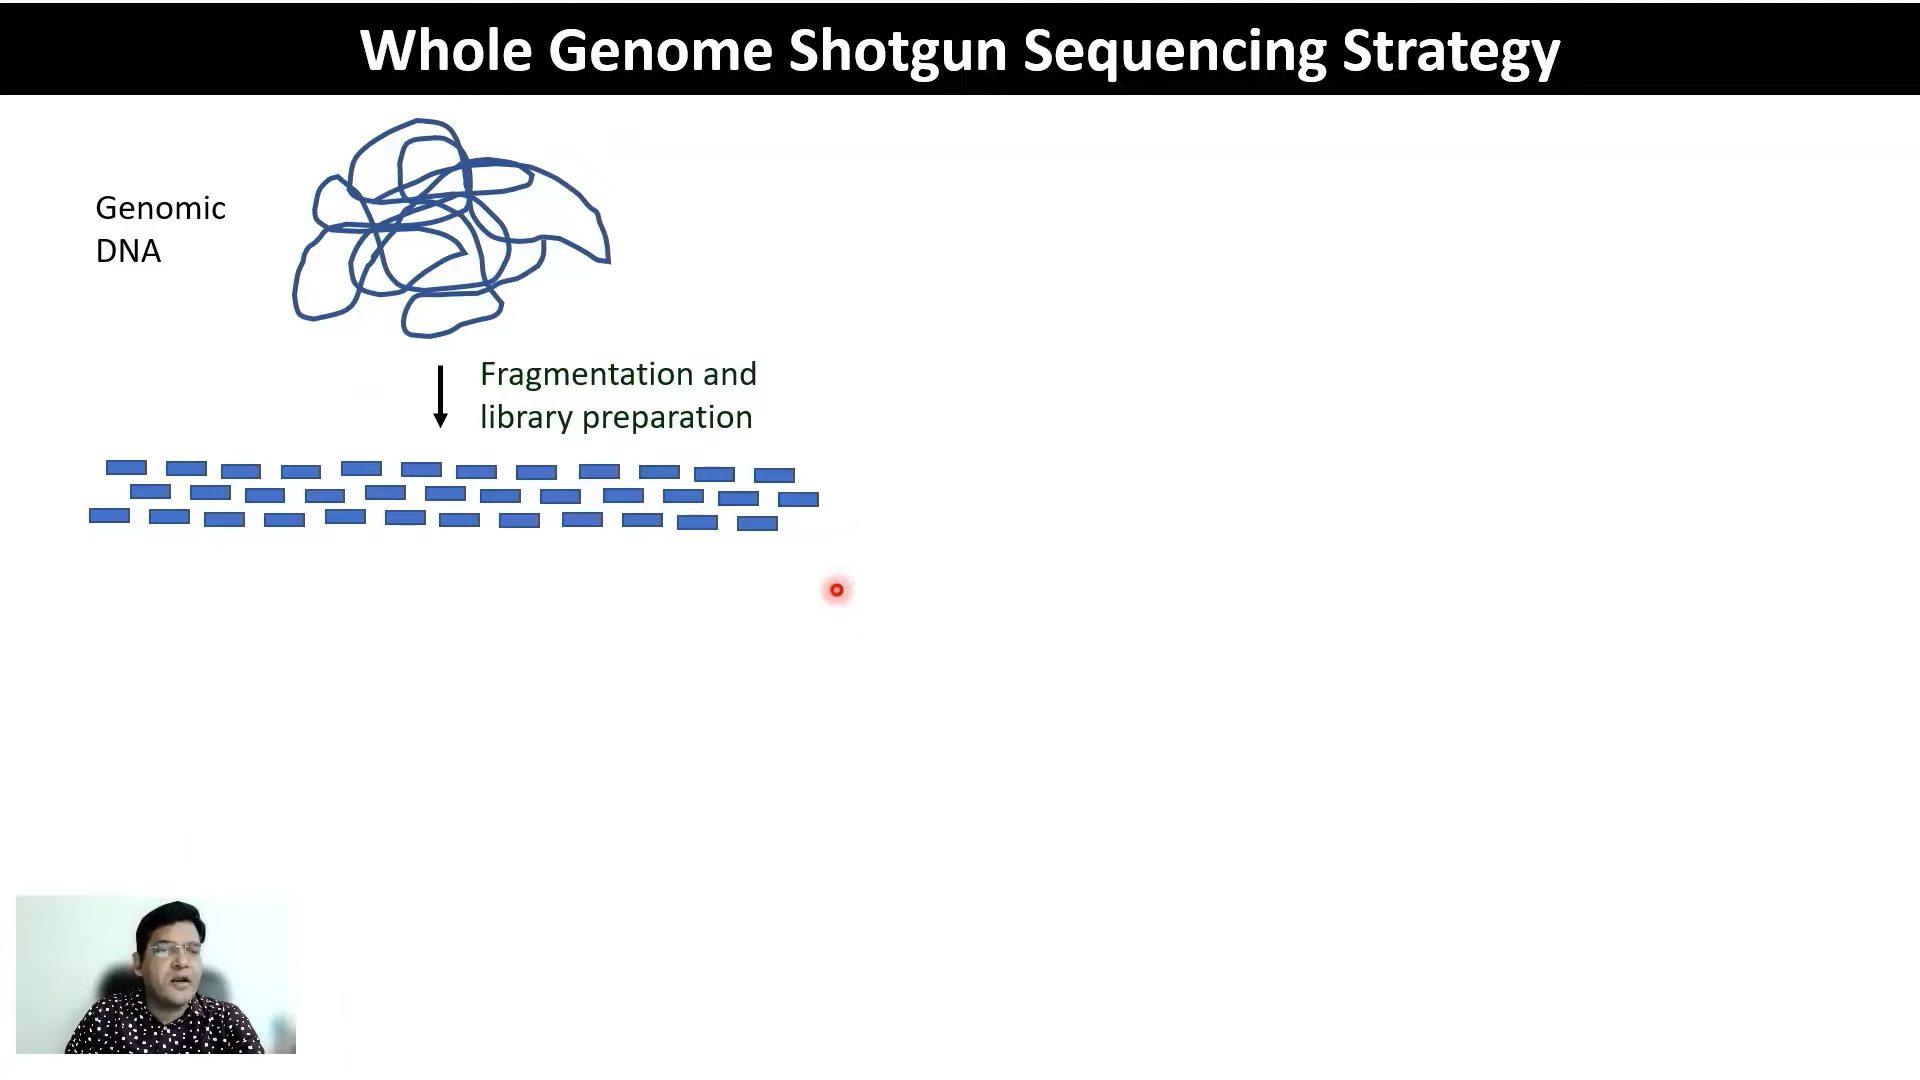 Whole Genome Shotgun Sequencing Strategy
Genomic
DNA
Fragmentation and
library preparation